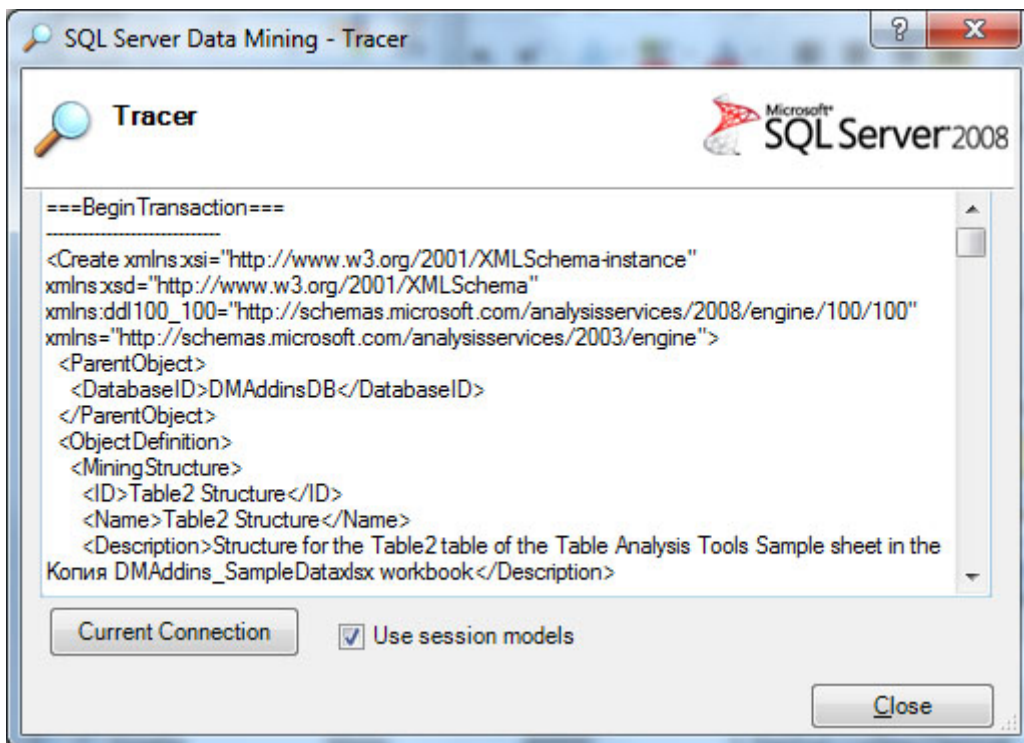 SQL Server Data Mining - Tracer
Tracer
Microsoft®
SQL Server 2008
===BeginTransaction===
-----------------------------
<Create xmlns:xsi="http://www.w3.org/2001/XMLSchema-instance"
xmlns:xsd="http://www.w3.org/2001/XMLSchema"
xmlns:ddl100_100="http://schemas.microsoft.com/analysisservices/2008/engine/100/100"
xmlns="http://schemas.microsoft.com/analysisservices/2003/engine">
<ParentObject>
<DatabaseID>DMAddinsDB</DatabaseID>
</ParentObject>
<ObjectDefinition>
<MiningStructure>
<ID>Table2 Structure</ID>
<Name>Table2 Structure</Name>
<Description>Structure for the Table2 table of the Table Analysis Tools Sample sheet in the
Копия DMAddins_SampleDataxlsx workbook</Description>
Current Connection
Use session models
Close